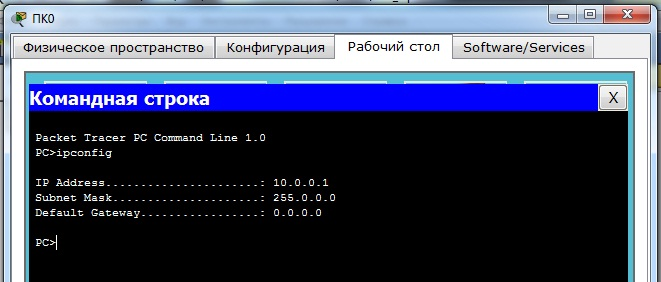 ПК0
Физическое пространство Конфигурация Рабочий стол Software/Services
Командная строка X
Packet Tracer PC Command Line 1.0
PC>ipconfig
IP Address......................: 10.0.0.1
Subnet Mask.....................: 255.0.0.0
Default Gateway.................: 0.0.0.0
PC>